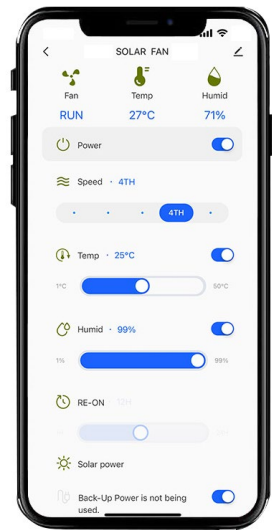 SOLAR FAN
Fan Temp Humid
RUN 27°C 71%
Power
Speed · 4TH
4TH
Temp · 25°C
1°C 50°C
Humid · 99%
1% 99%
RE-ON 12H
Solar power
Back-Up Power is not being
used.